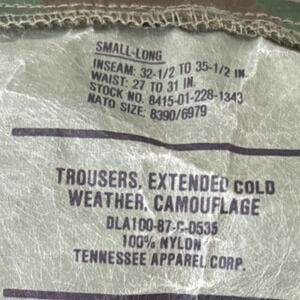 SMALL-LONG
INSEAM: 32-1/2 TO 35-1/2 IN.
WAIST: 27 TO 31 IN.
STOCK NO. 8415-01-228-1343
NATO SIZE: 8390/6979
TROUSERS, EXTENDED COLD
WEATHER, CAMOUFLAGE
DLA100-87-C-0535
100% NYLON
TENNESSEE APPAREL CORP.